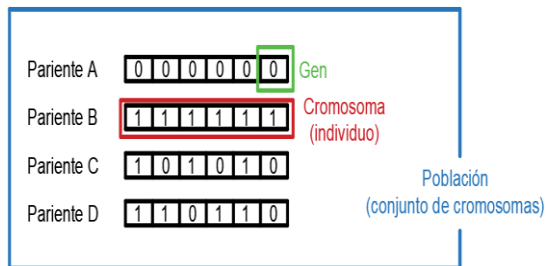 Pariente A 0 0 0 0 0 0 Gen
Pariente B 1 1 1 1 1 1 Cromosoma
(individuo)
Pariente C 1 0 1 0 1 0
Población
Pariente D 1 1 0 1 1 0 (conjunto de cromosomas)